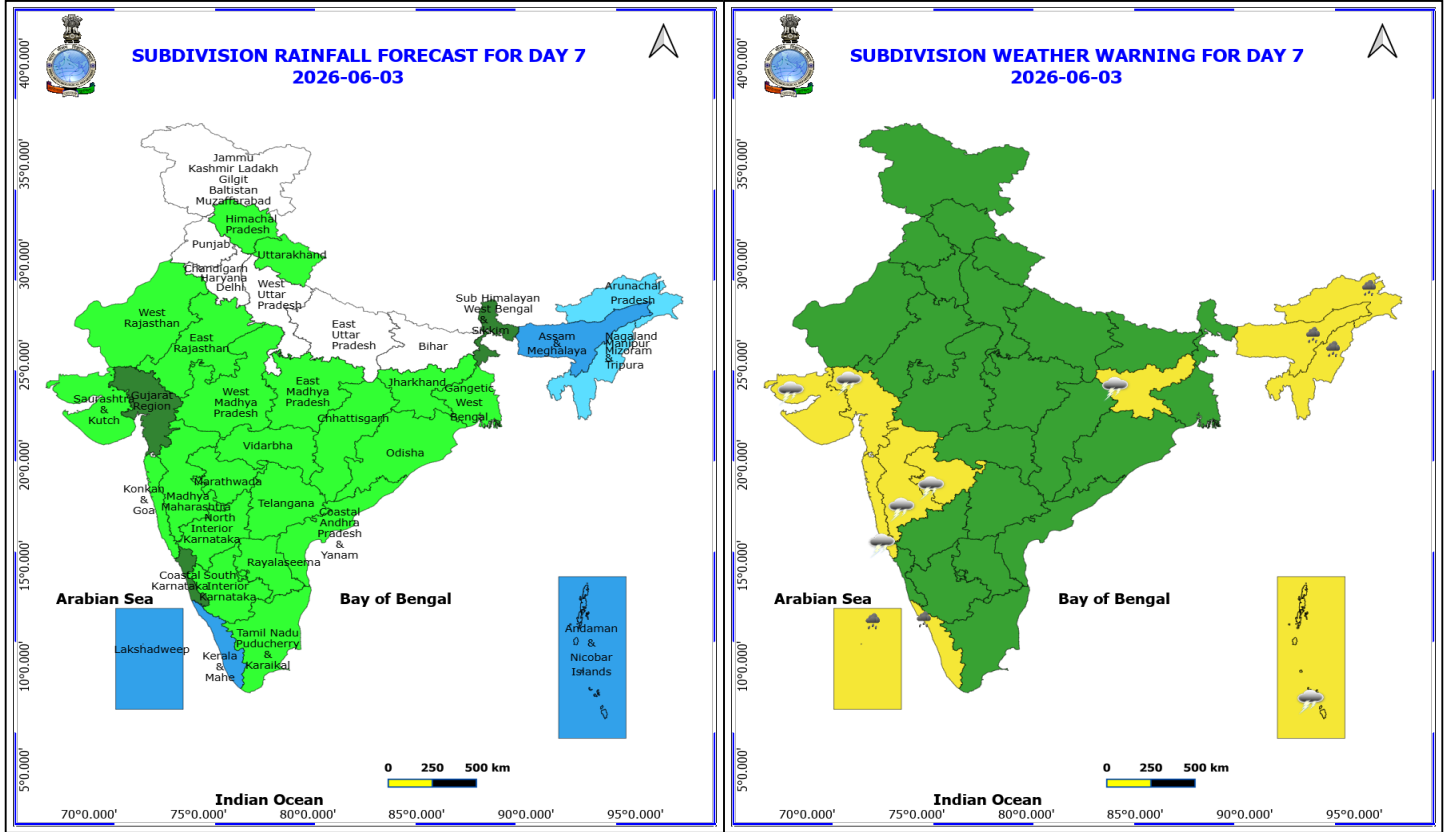 SUBDIVISION RAINFALL FORECAST FOR DAY 7
2026-06-03
40°0.000'
35°0.000'
30°0.000'
25°0.000'
20°0.000'
15°0.000'
10°0.000'
5°0.000'
Jammu
Kashmir Ladakh
Gilgit
Baltistan
Muzaffarabad
Himachal
Pradesh
Punjab
Uttarakhand
Chandigarh
Haryana
Delhi
West
Uttar
Pradesh
East
Uttar
Pradesh
Bihar
Sub Himalayan
West Bengal
&
Sikkim
Arunachal
Pradesh
Assam
&
Meghalaya
Nagaland
Manipur
Mizoram
&
Tripura
West
Rajasthan
East
Rajasthan
Saurashtra
&
Kutch
Gujarat
Region
West
Madhya
Pradesh
East
Madhya
Pradesh
Jharkhand
Gangetic
West
Bengal
Chhattisgarh
Vidarbha
Odisha
Konkan
&
Goa
Madhya
Maharashtra
Marathwada
Telangana
North
Interior
Karnataka
Coastal
Andhra
Pradesh
&
Yanam
Rayalaseema
Coastal
Karnataka
South
Interior
Karnataka
Tamil Nadu
Puducherry
&
Karaikal
Kerala
&
Mahe
Lakshadweep
Andaman
&
Nicobar
Islands
Arabian Sea
Bay of Bengal
0 250 500 km
Indian Ocean
70°0.000' 75°0.000' 80°0.000' 85°0.000' 90°0.000' 95°0.000'
SUBDIVISION WEATHER WARNING FOR DAY 7
2026-06-03
40°0.000'
35°0.000'
30°0.000'
25°0.000'
20°0.000'
15°0.000'
10°0.000'
5°0.000'
Arabian Sea
Bay of Bengal
0 250 500 km
Indian Ocean
70°0.000' 75°0.000' 80°0.000' 85°0.000' 90°0.000' 95°0.000'